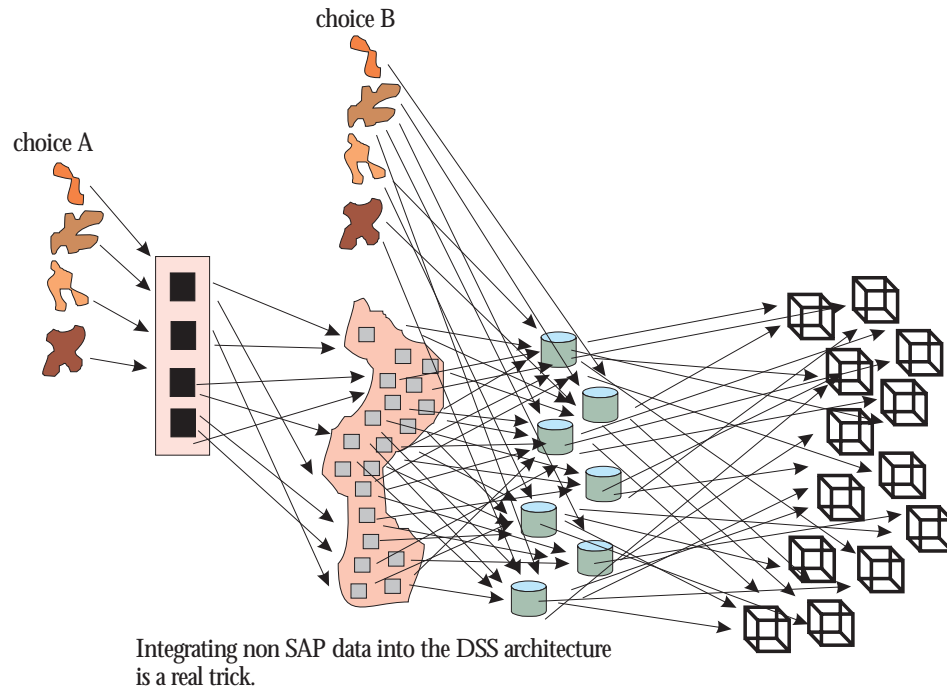 choice B
choice A
Integrating non SAP data into the DSS architecture
is a real trick.